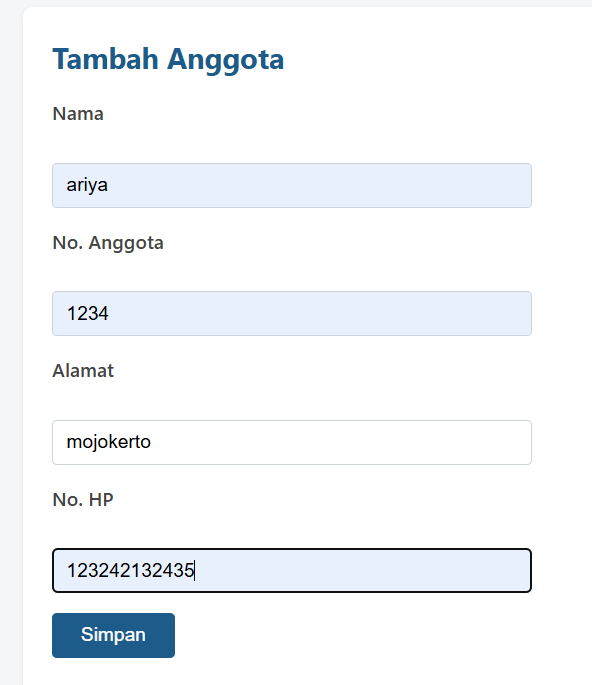 Tambah Anggota
Nama
ariya
No. Anggota
1234
Alamat
mojokerto
No. HP
123242132435
Simpan